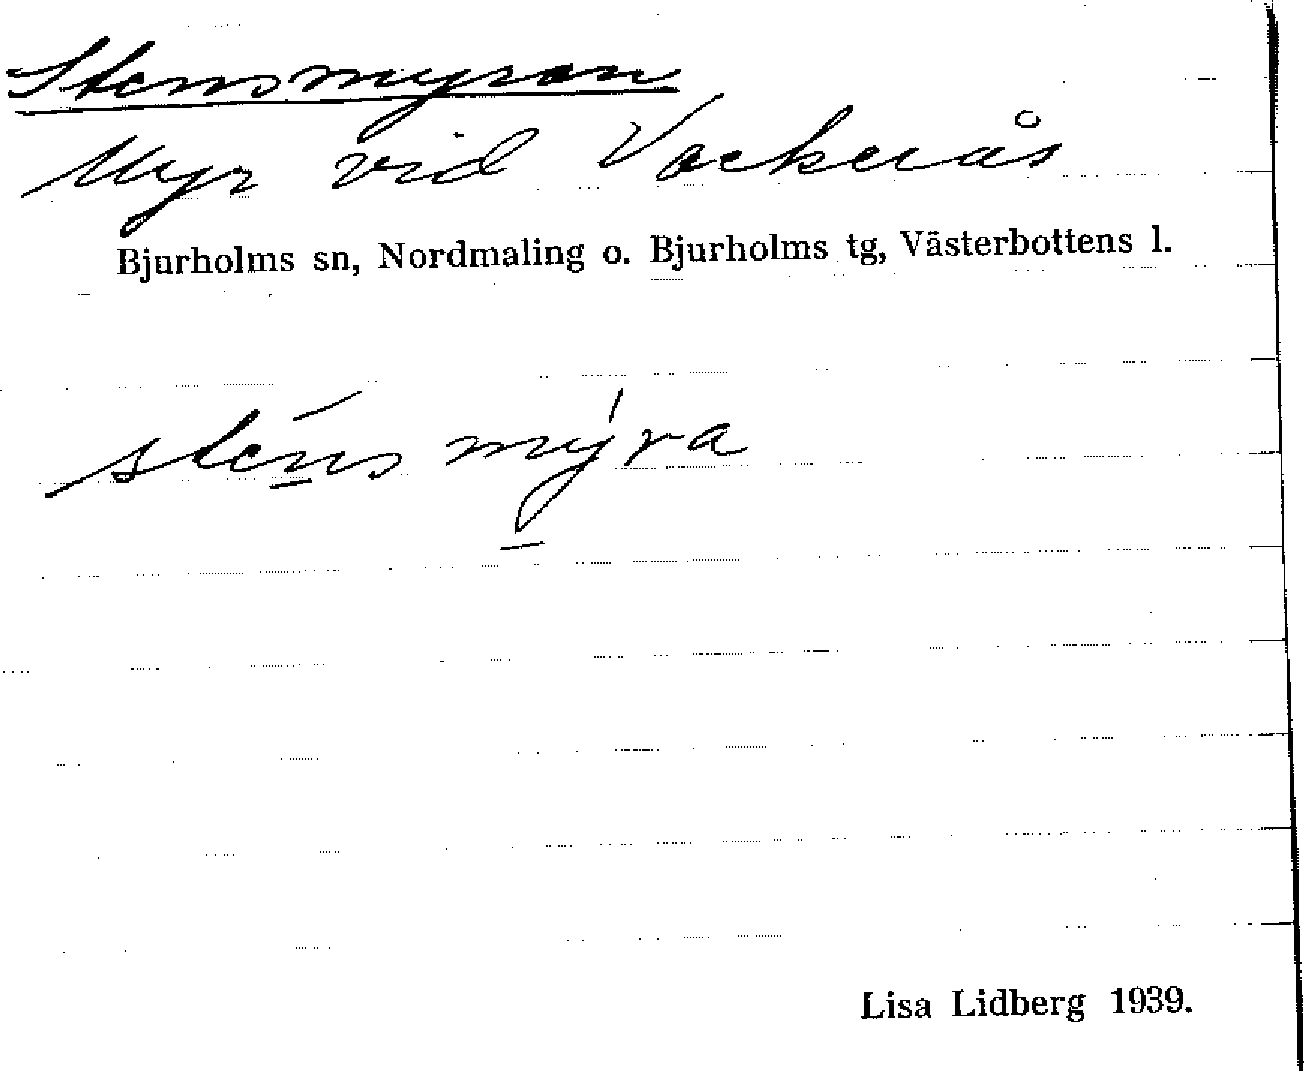 Stensmyran
Myr vid Vackerås
Bjurholms sn, Nordmaling o. Bjurholms tg, Västerbottens l.
sténs mýra
Lisa Lidberg 1939.